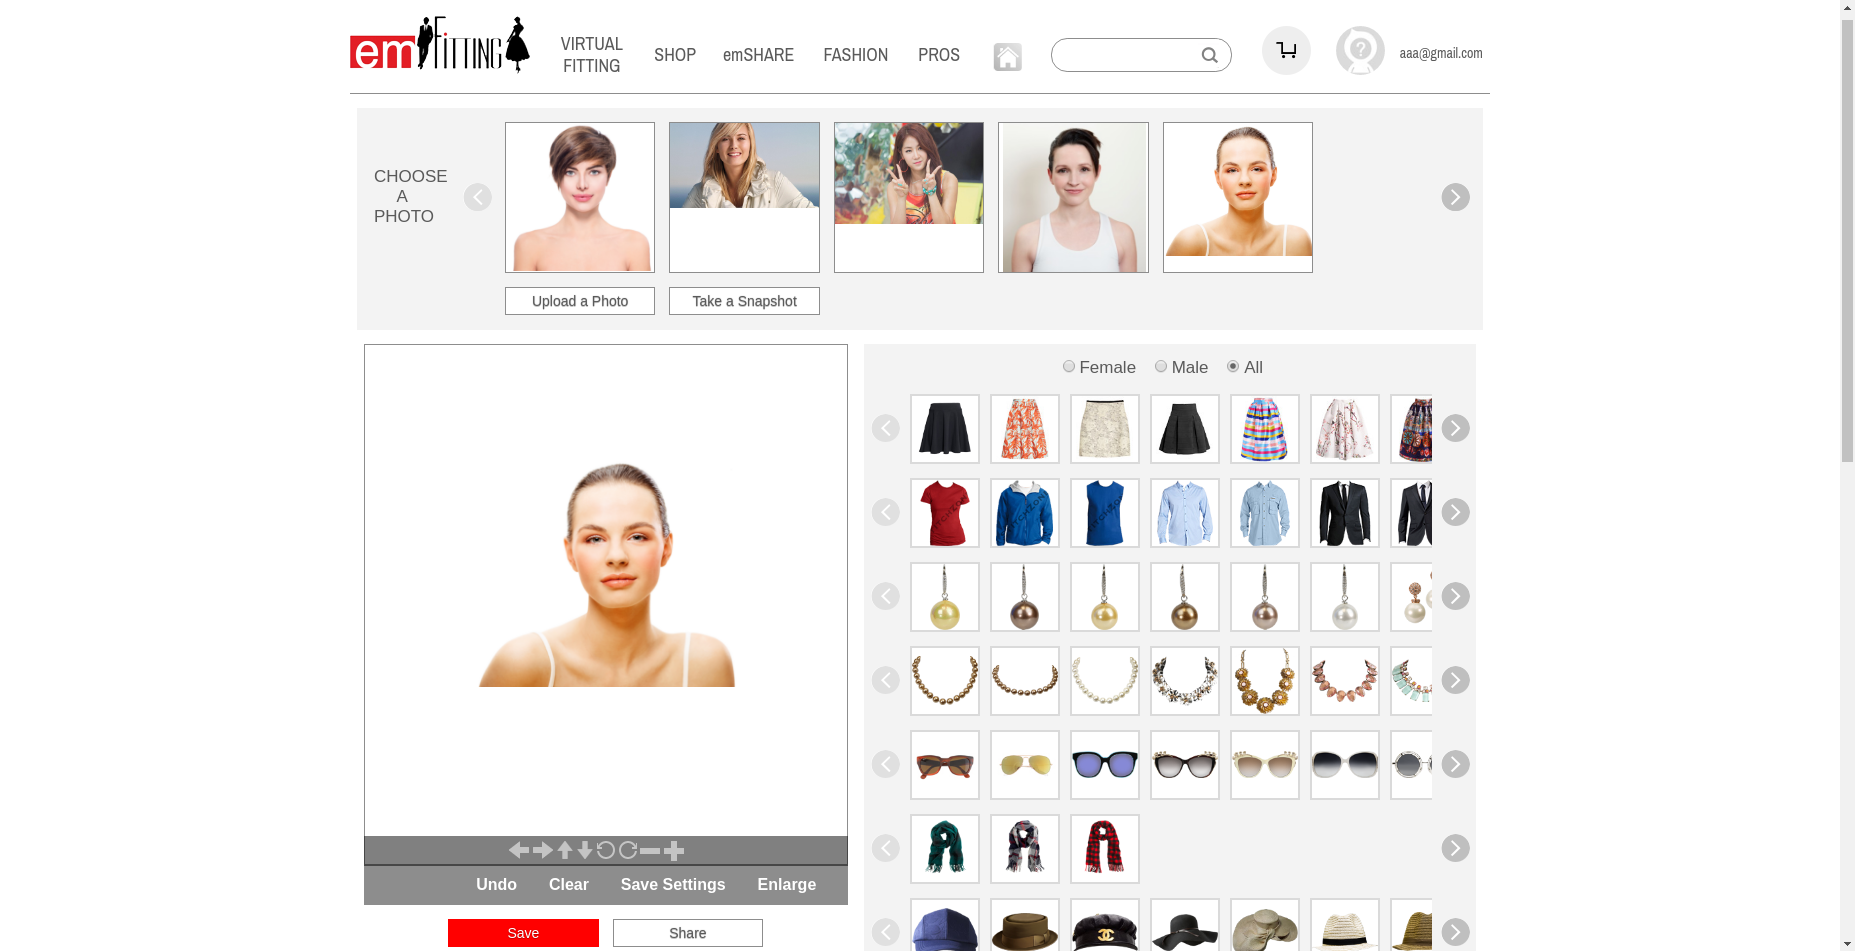 emFITTING
VIRTUAL
FITTING
SHOP
emSHARE
FASHION
PROS
aaa@gmail.com
CHOOSE
A
PHOTO
Upload a Photo
Take a Snapshot
Female
Male
All
Undo
Clear
Save Settings
Enlarge
Save
Share